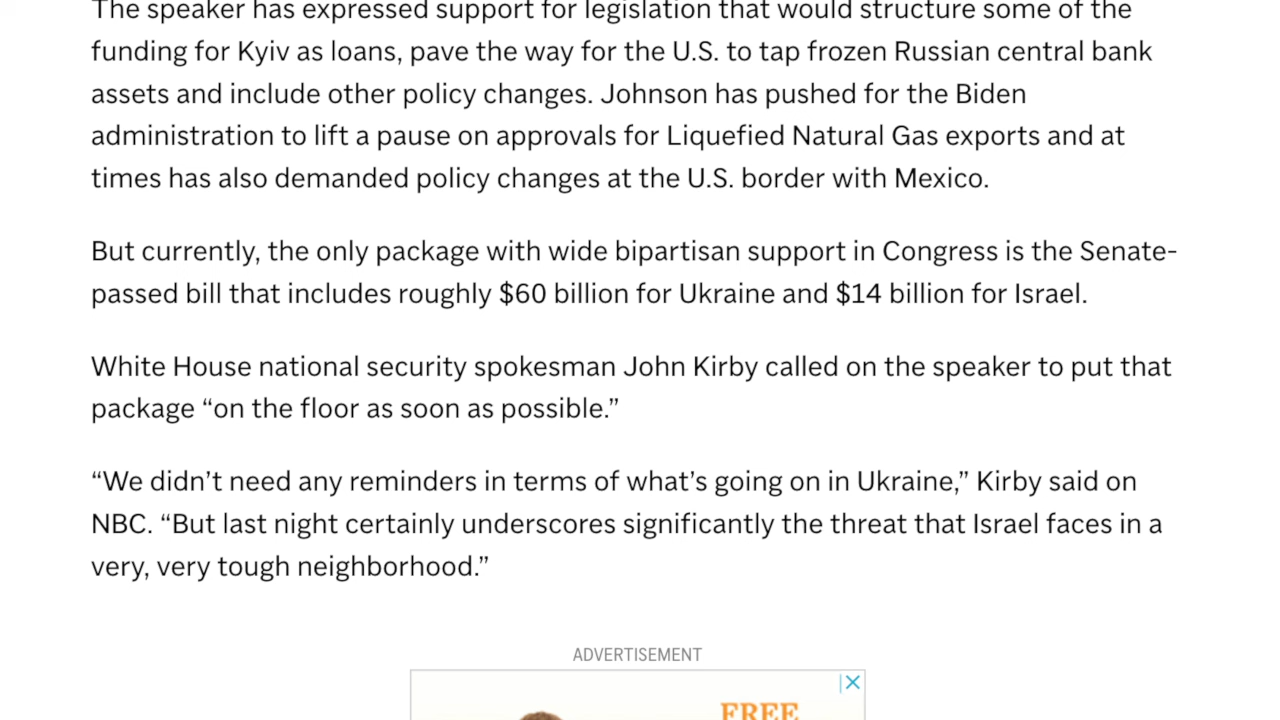 The speaker has expressed support for legislation that would structure some of the
funding for Kyiv as loans, pave the way for the U.S. to tap frozen Russian central bank
assets and include other policy changes. Johnson has pushed for the Biden
administration to lift a pause on approvals for Liquefied Natural Gas exports and at
times has also demanded policy changes at the U.S. border with Mexico.
But currently, the only package with wide bipartisan support in Congress is the Senate-
passed bill that includes roughly $60 billion for Ukraine and $14 billion for Israel.
White House national security spokesman John Kirby called on the speaker to put that
package “on the floor as soon as possible.”
“We didn’t need any reminders in terms of what’s going on in Ukraine,” Kirby said on
NBC. “But last night certainly underscores significantly the threat that Israel faces in a
very, very tough neighborhood.”
ADVERTISEMENT
FREE